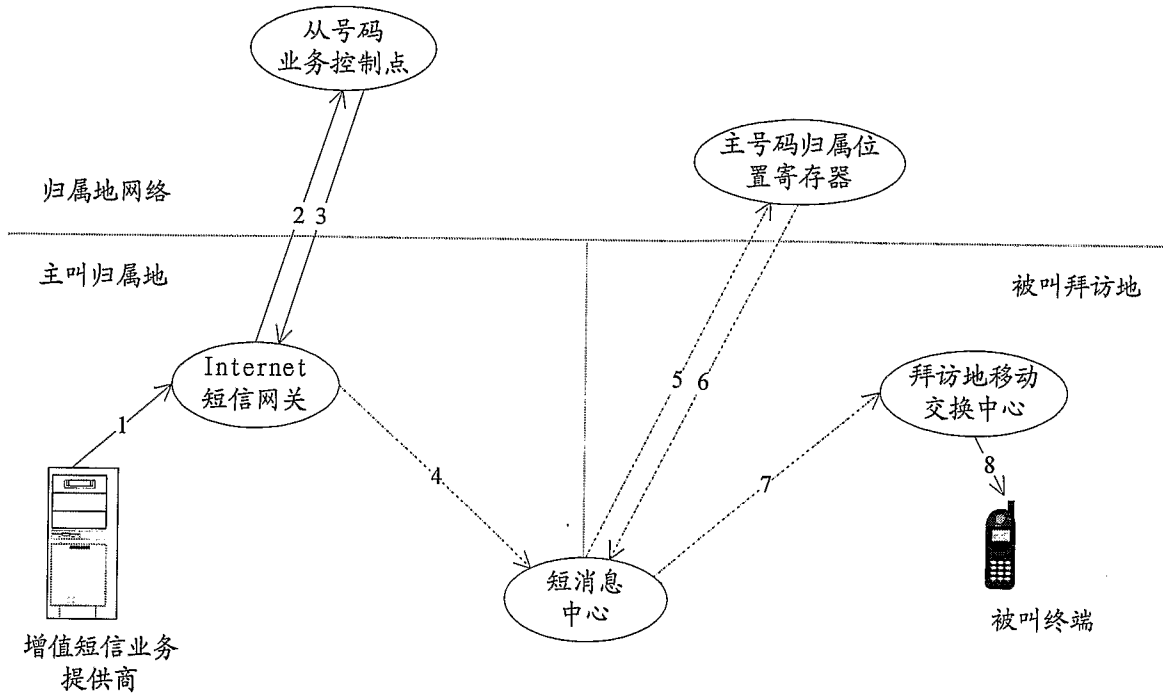 从号码
业务控制点
主号码归属位
置寄存器
归属地网络
2
3
主叫归属地
被叫拜访地
Internet
短信网关
5
6
拜访地移动
交换中心
1
4
7
8
短消息
中心
被叫终端
增值短信业务
提供商